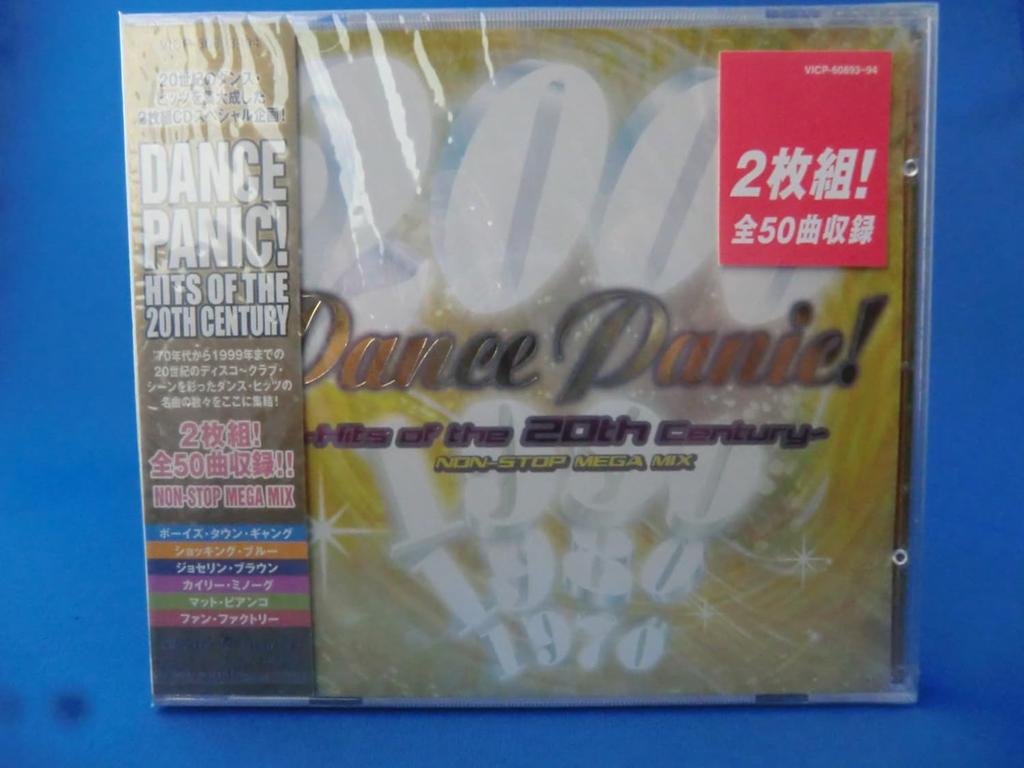 20世紀のダンス・
ヒッツを集大成した
2枚組CDスペシャル企画!
DANCE
PANIC!
HITS OF THE
20TH CENTURY
'70年代から1999年までの
20世紀のディスコ〜クラブ・
シーンを彩ったダンス・ヒッツの
名曲の数々をここに集結!
2枚組!
全50曲収録!!
NON-STOP MEGA MIX
ボーイズ・タウン・ギャング
ショッキング・ブルー
ジョセリン・ブラウン
カイリー・ミノーグ
マット・ビアンコ
ファン・ファクトリー
VICP-60893~94
2枚組!
全50曲収録
2000
Dance Panic!
-Hits of the 20th Century-
NON-STOP MEGA MIX
1990
1980
1970